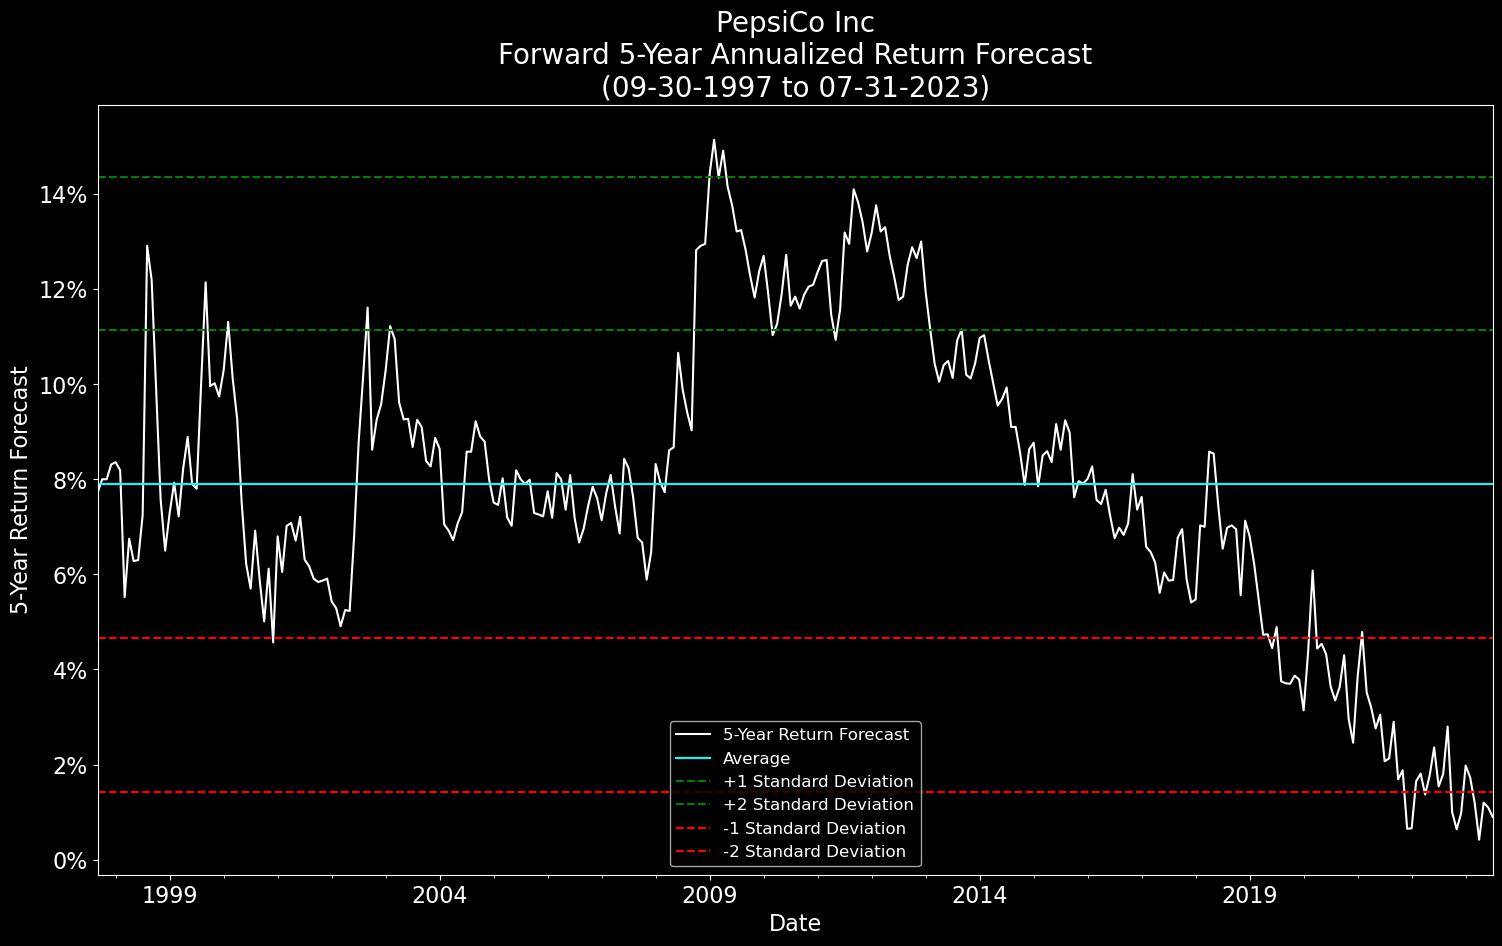 PepsiCo Inc
Forward 5-Year Annualized Return Forecast
(09-30-1997 to 07-31-2023)
5-Year Return Forecast
14%
12%
10%
8%
6%
4%
2%
0%
5-Year Return Forecast
Average
+1 Standard Deviation
+2 Standard Deviation
-1 Standard Deviation
-2 Standard Deviation
1999 2004 2009 2014 2019
Date